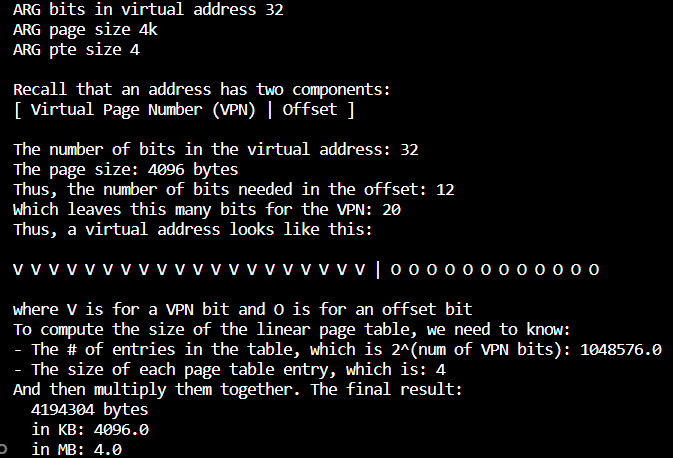 ARG bits in virtual address 32
ARG page size 4k
ARG pte size 4
Recall that an address has two components:
[ Virtual Page Number (VPN) | Offset ]
The number of bits in the virtual address: 32
The page size: 4096 bytes
Thus, the number of bits needed in the offset: 12
Which leaves this many bits for the VPN: 20
Thus, a virtual address looks like this:
V V V V V V V V V V V V V V V V V V V V | O O O O O O O O O O O O
where V is for a VPN bit and O is for an offset bit
To compute the size of the linear page table, we need to know:
- The # of entries in the table, which is 2^(num of VPN bits): 1048576.0
- The size of each page table entry, which is: 4
And then multiply them together. The final result:
4194304 bytes
in KB: 4096.0
in MB: 4.0